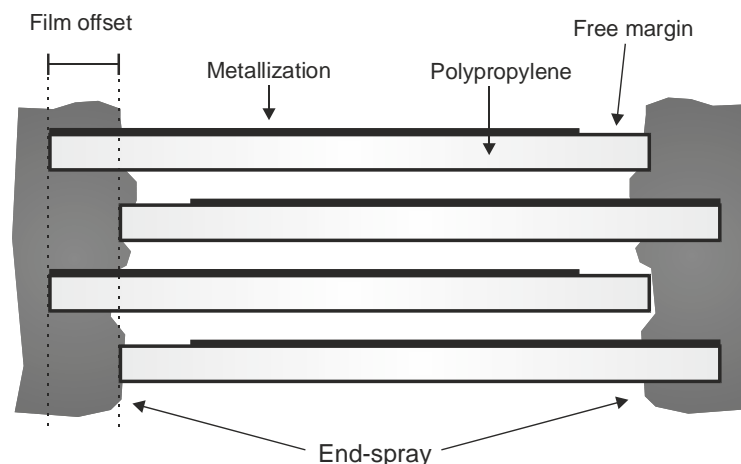 Film offset
Free margin
Metallization
Polypropylene
End-spray